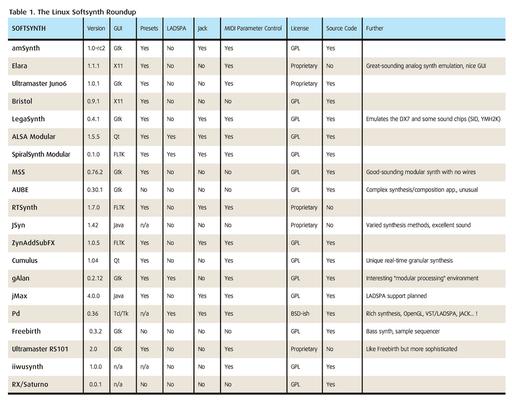 Table 1. The Linux Softsynth Roundup
SOFTSYNTH Version GUI Presets LADSPA Jack MIDI Parameter Control License Source Code Further
amSynth 1.0-rc2 Gtk Yes No Yes Yes GPL Yes
Elara 1.1.1 X11 Yes No No Yes Proprietary No Great-sounding analog synth emulation, nice GUI
Ultramaster Juno6 1.0.1 Gtk Yes No No Yes GPL Yes
Bristol 0.9.1 X11 Yes No No No GPL Yes
LegaSynth 0.4.1 Gtk Yes No Yes Yes GPL Yes Emulates the DX7 and some sound chips (SID, YMH2K)
ALSA Modular 1.5.5 Qt Yes Yes Yes Yes GPL Yes
SpiralSynth Modular 0.1.0 FLTK Yes Yes Yes Yes GPL Yes
MSS 0.76.2 Gtk Yes No No No GPL Yes Good-sounding modular synth with no wires
AUBE 0.30.1 Gtk No No No No GPL Yes Complex synthesis/composition app., unusual
RTSynth 1.7.0 FLTK Yes No Yes Yes Proprietary No
JSyn 1.42 Java n/a No No No Proprietary No Varied synthesis methods, excellent sound
ZynAddSubFX 1.0.5 FLTK Yes No Yes Yes GPL Yes
Cumulus 1.04 Qt Yes No No Yes GPL Yes Unique real-time granular synthesis
gAlan 0.2.12 Gtk Yes Yes No Yes GPL Yes Interesting "modular processing" environment
jMax 4.0.0 Java Yes No Yes Yes GPL Yes LADSPA support planned
Pd 0.36 Tcl/Tk n/a Yes Yes Yes BSD-ish Yes Rich synthesis, OpenGL, VST/LADSPA, JACK.. !
Freebirth 0.3.2 Gtk No No No No GPL Yes Bass synth, sample sequencer
Ultramaster RS101 2.0 Gtk Yes No No Yes Proprietary No Like Freebirth but more sophisticated
iiwusynth 1.0.0 n/a n/a No No Yes GPL Yes
RX/Saturno 0.0.1 n/a No No No No GPL Yes